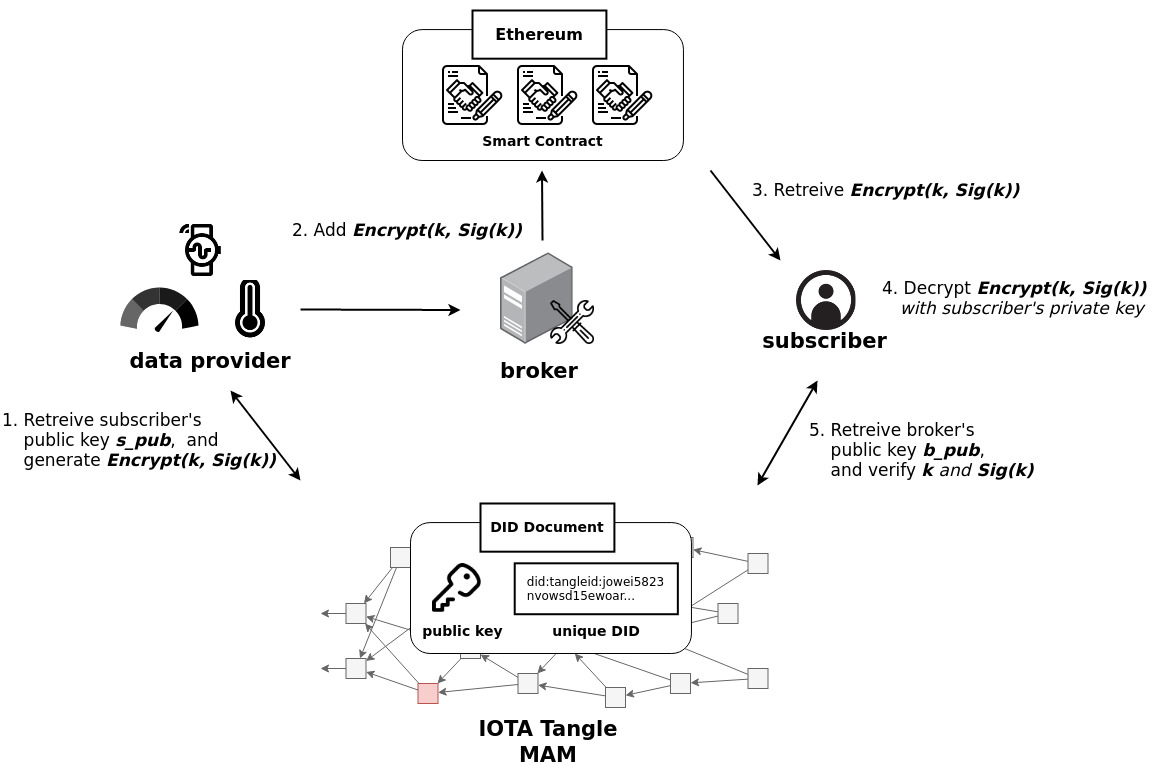 Ethereum
Smart Contract
2. Add Encrypt(k, Sig(k))
3. Retreive Encrypt(k, Sig(k))
4. Decrypt Encrypt(k, Sig(k))
with subscriber's private key
data provider
broker
subscriber
1. Retreive subscriber's
public key s_pub,  and
generate Encrypt(k, Sig(k))
5. Retreive broker's
public key b_pub,
and verify k and Sig(k)
DID Document
did:tangleid:jowei5823
nvowsd15ewoar...
public key
unique DID
IOTA Tangle
MAM